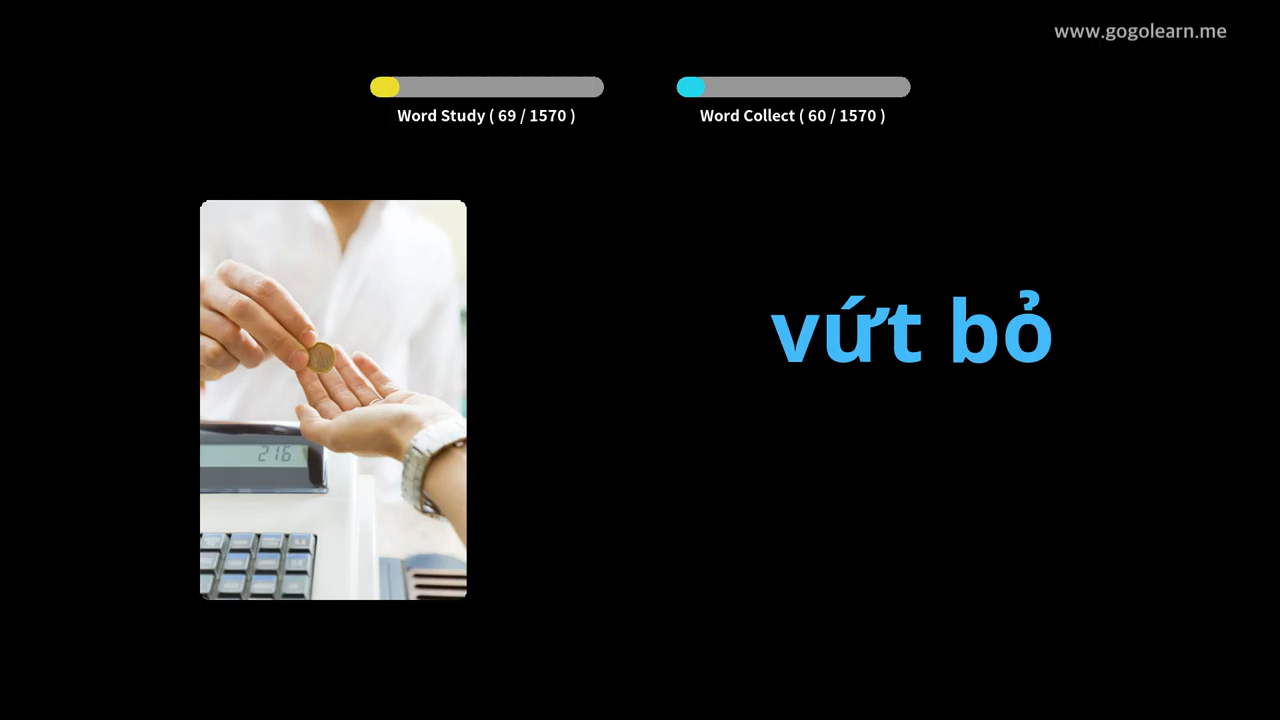 www.gogolearn.me
Word Study ( 69 / 1570 )
Word Collect ( 60 / 1570 )
216
vứt bỏ